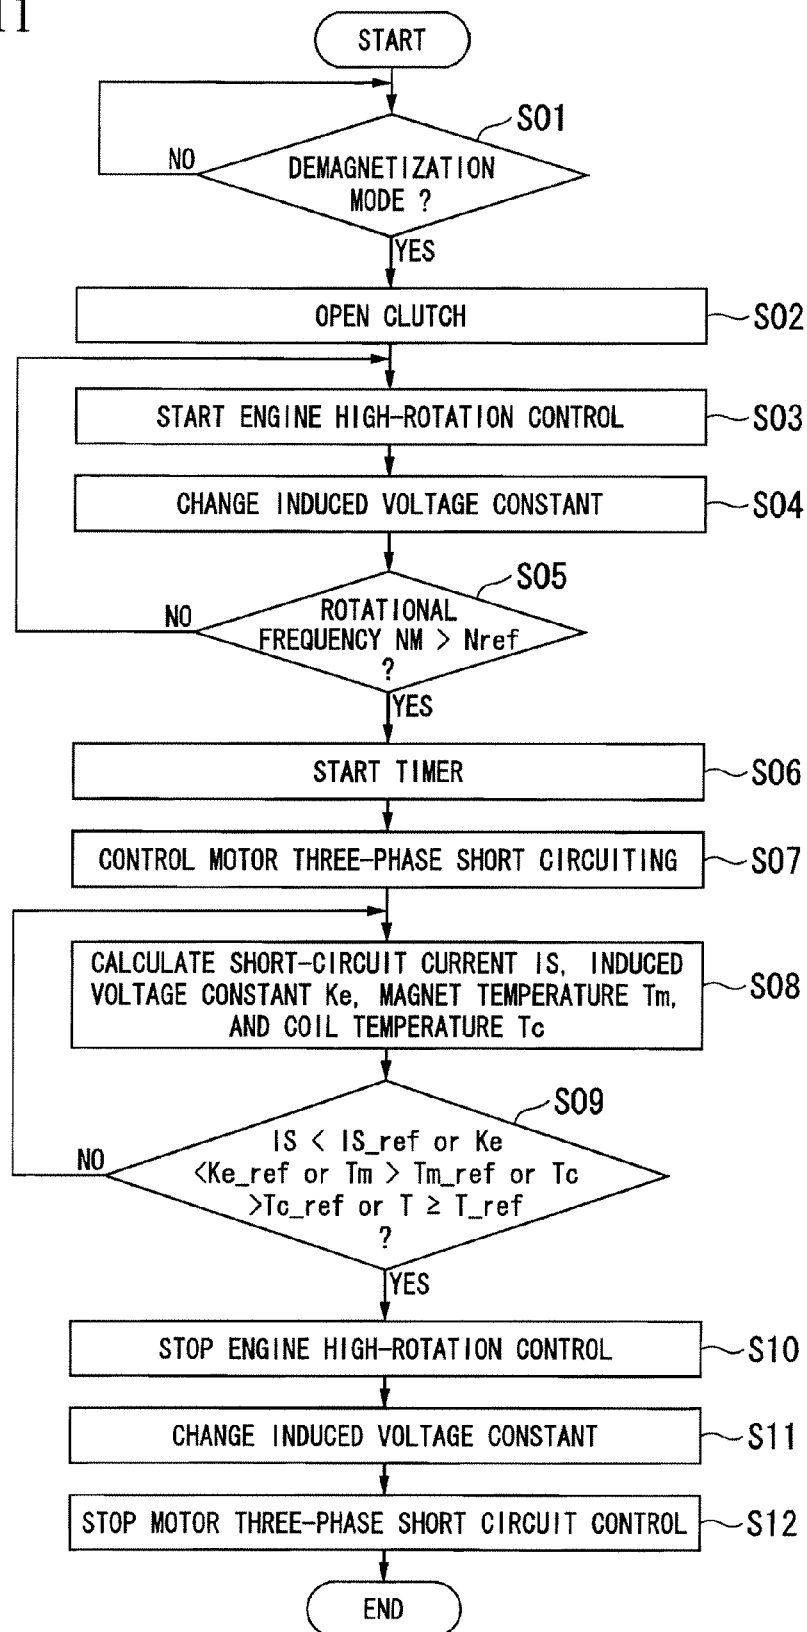 11
START
S01
NO
DEMAGNETIZATION
MODE ?
YES
OPEN CLUTCH
S02
START ENGINE HIGH-ROTATION CONTROL
S03
CHANGE INDUCED VOLTAGE CONSTANT
S04
S05
NO
ROTATIONAL
FREQUENCY NM > Nref
?
YES
START TIMER
S06
CONTROL MOTOR THREE-PHASE SHORT CIRCUITING
S07
CALCULATE SHORT-CIRCUIT CURRENT IS, INDUCED
VOLTAGE CONSTANT Ke, MAGNET TEMPERATURE Tm,
AND COIL TEMPERATURE Tc
S08
S09
NO
IS < IS_ref or Ke
<Ke_ref or Tm > Tm_ref or Tc
>Tc_ref or T ≥ T_ref
?
YES
STOP ENGINE HIGH-ROTATION CONTROL
S10
CHANGE INDUCED VOLTAGE CONSTANT
S11
STOP MOTOR THREE-PHASE SHORT CIRCUIT CONTROL
S12
END